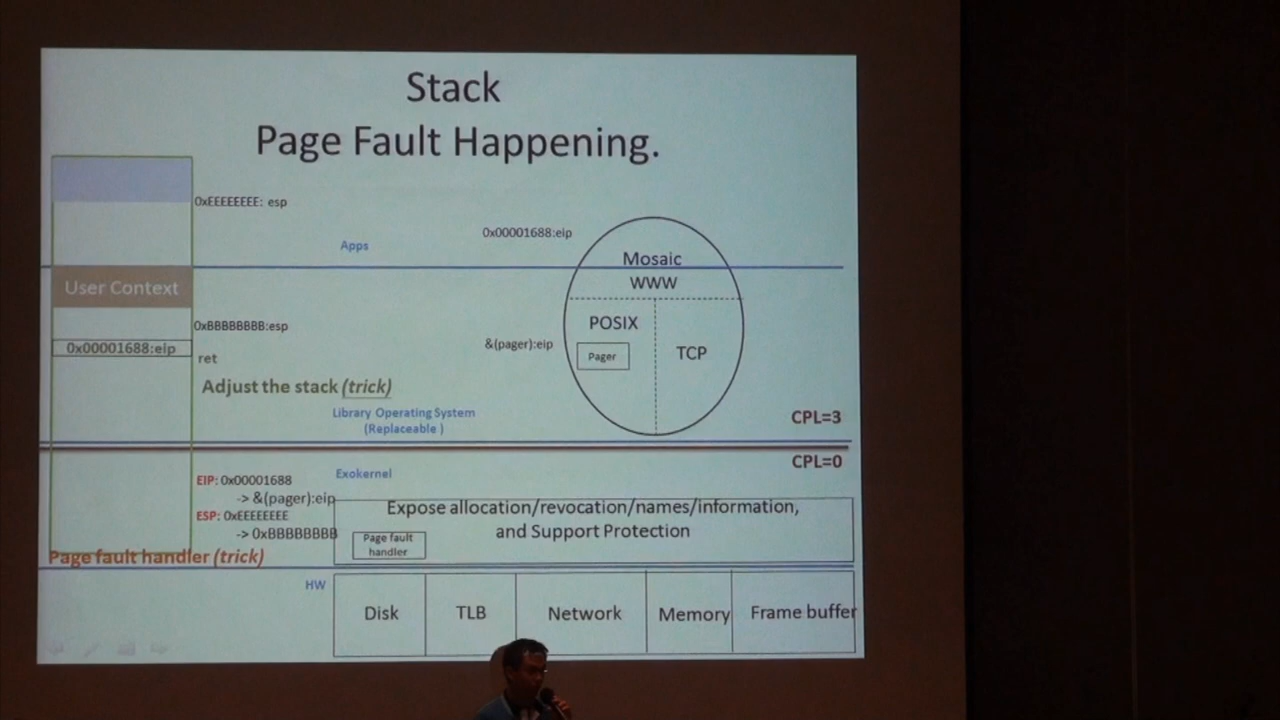 Stack
Page Fault Happening.
0xEEEEEEEE: esp
0x00001688:eip
Apps
Mosaic
WWW
User Context
0xBBBBBBBB:esp
POSIX
0x00001688:eip
&(pager):eip
Pager
TCP
ret
Adjust the stack (trick)
Library Operating System
(Replaceable )
CPL=3
CPL=0
Exokernel
EIP: 0x00001688
-> &(pager):eip
ESP: 0xEEEEEEEE
-> 0xBBBBBBBB
Expose allocation/revocation/names/information,
and Support Protection
Page fault
handler
Page fault handler (trick)
HW
Disk
TLB
Network
Memory
Frame buffer